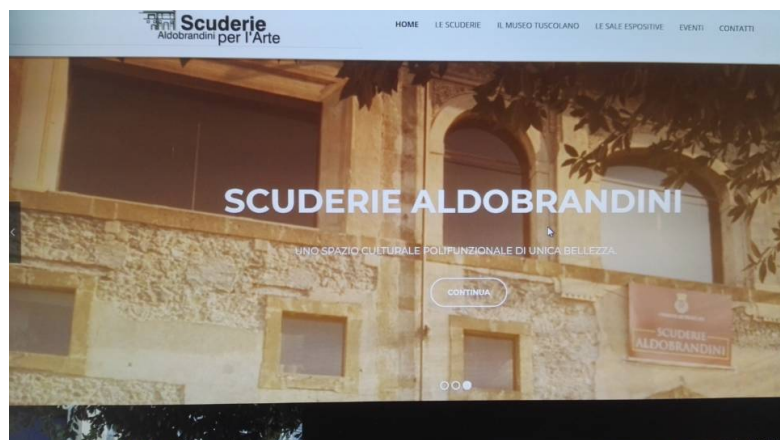 Scuderie
Aldobrandini per l'Arte
HOME LE SCUDERIE IL MUSEO TUSCOLANO LE SALE ESPOSITIVE EVENTI CONTATTI
SCUDERIE ALDOBRANDINI
UNO SPAZIO CULTURALE POLIFUNZIONALE DI UNICA BELLEZZA
CONTINUA
SCUDERIE
ALDOBRANDINI